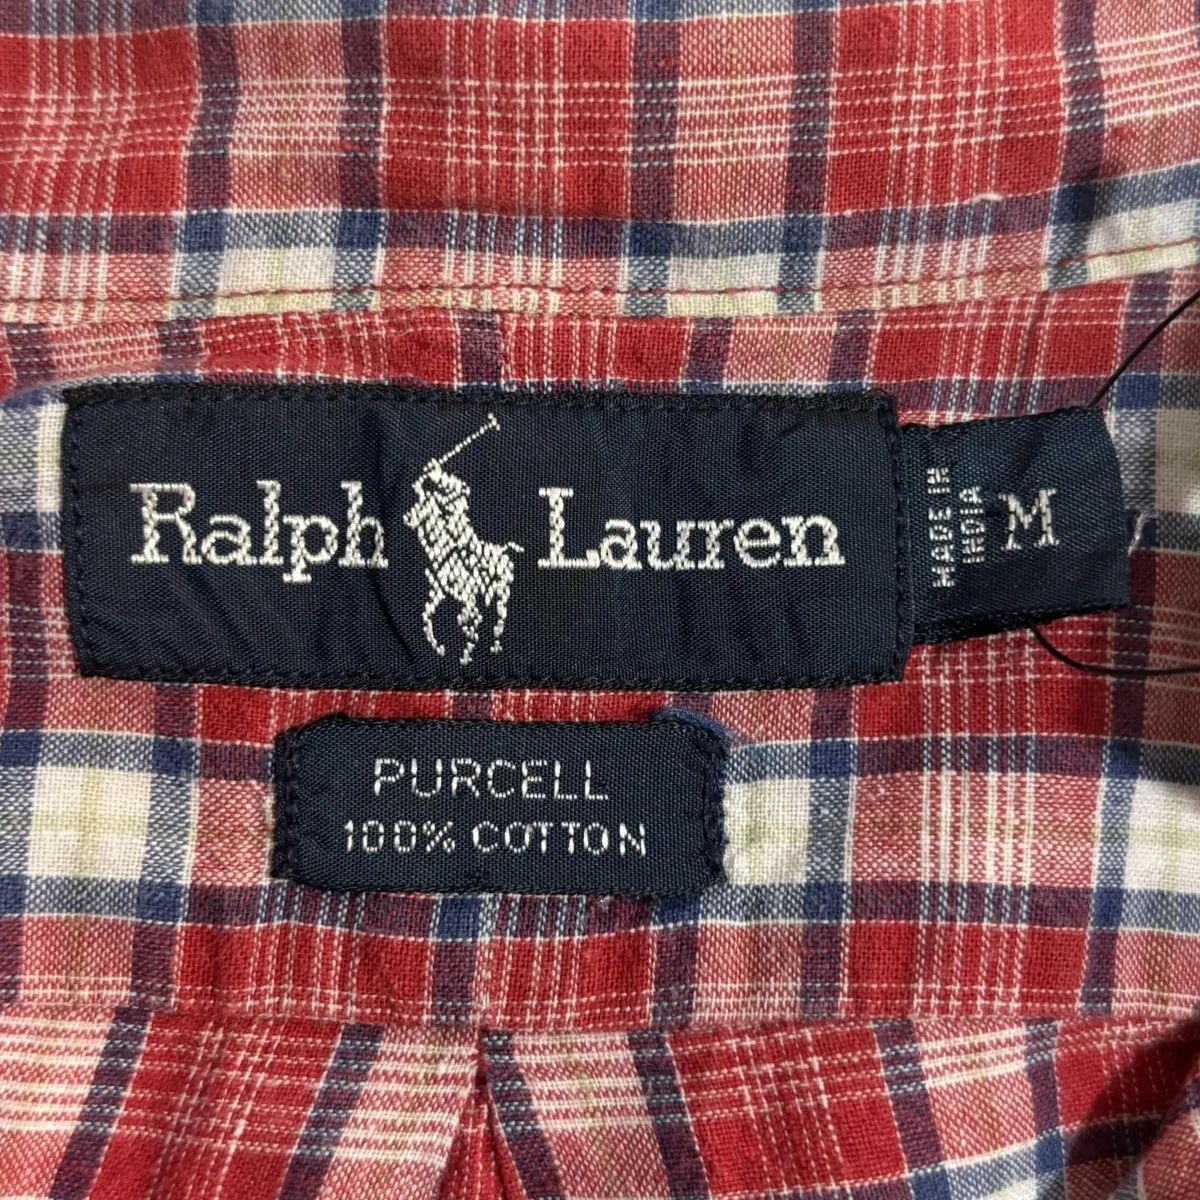 Ralph Lauren
MADE IN
INDIA
M
PURCELL
100% COTTON